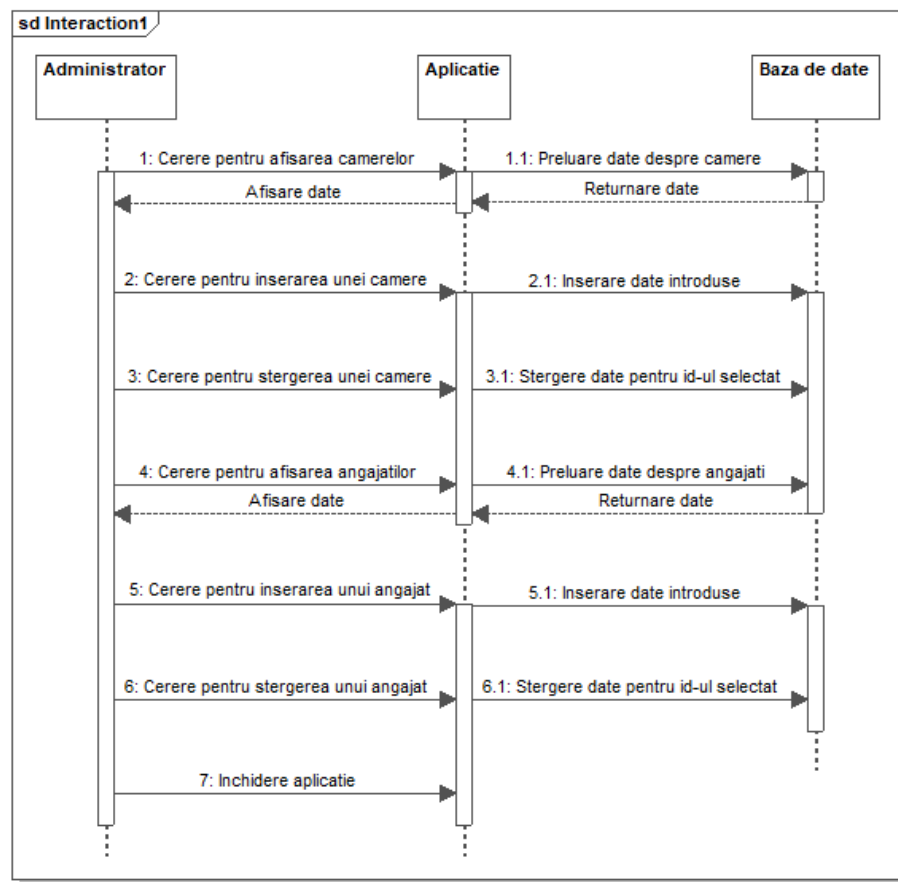 sd Interaction1
Administrator
Aplicatie
Baza de date
1: Cerere pentru afisarea camerelor
1.1: Preluare date despre camere
Afisare date
Returnare date
2: Cerere pentru inserarea unei camere
2.1: Inserare date introduse
3: Cerere pentru stergerea unei camere
3.1: Stergere date pentru id-ul selectat
4: Cerere pentru afisarea angajatilor
4.1: Preluare date despre angajati
Afisare date
Returnare date
5: Cerere pentru inserarea unui angajat
5.1: Inserare date introduse
6: Cerere pentru stergerea unui angajat
6.1: Stergere date pentru id-ul selectat
7: Inchidere aplicatie